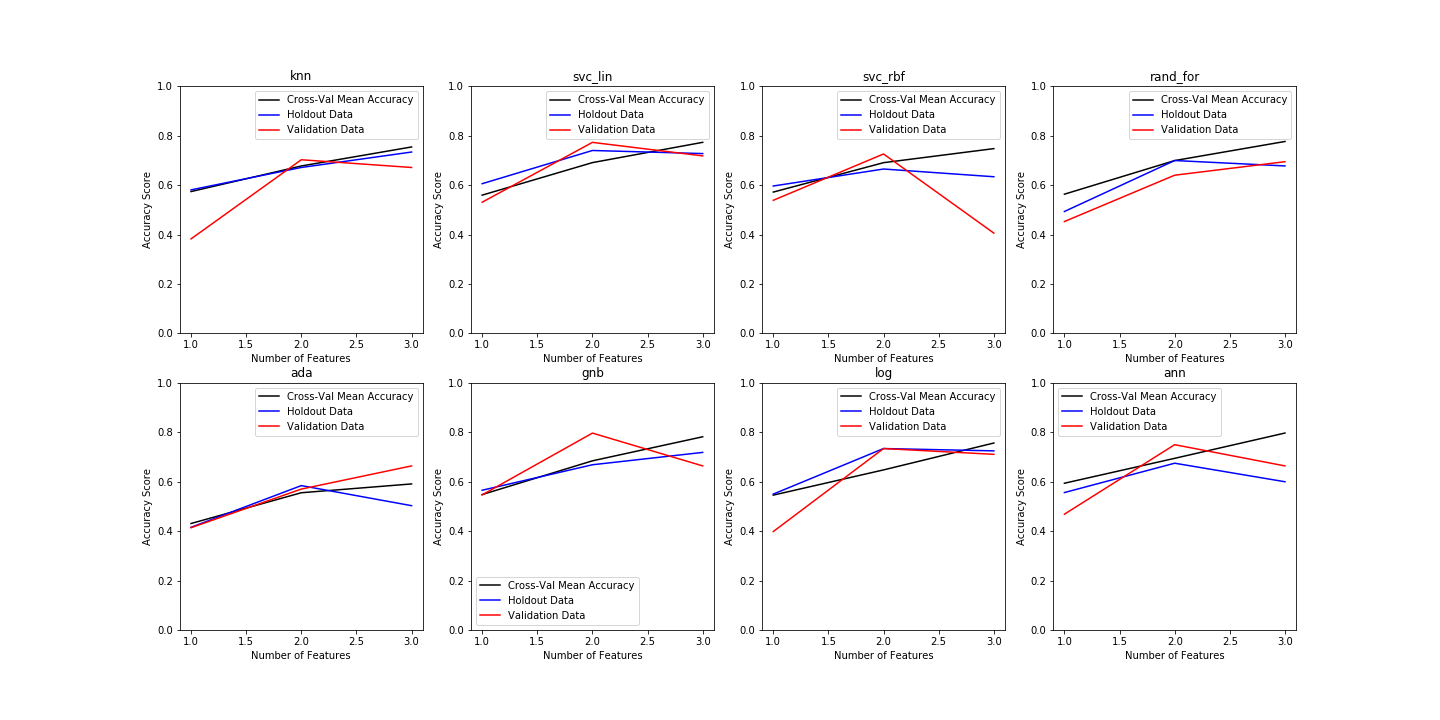 knn
1.0
0.8
0.6
0.4
0.2
0.0
Accuracy Score
Cross-Val Mean Accuracy
Holdout Data
Validation Data
1.0 1.5 2.0 2.5 3.0
Number of Features
svc_lin
1.0
0.8
0.6
0.4
0.2
0.0
Accuracy Score
Cross-Val Mean Accuracy
Holdout Data
Validation Data
1.0 1.5 2.0 2.5 3.0
Number of Features
svc_rbf
1.0
0.8
0.6
0.4
0.2
0.0
Accuracy Score
Cross-Val Mean Accuracy
Holdout Data
Validation Data
1.0 1.5 2.0 2.5 3.0
Number of Features
rand_for
1.0
0.8
0.6
0.4
0.2
0.0
Accuracy Score
Cross-Val Mean Accuracy
Holdout Data
Validation Data
1.0 1.5 2.0 2.5 3.0
Number of Features
ada
1.0
0.8
0.6
0.4
0.2
0.0
Accuracy Score
Cross-Val Mean Accuracy
Holdout Data
Validation Data
1.0 1.5 2.0 2.5 3.0
Number of Features
gnb
1.0
0.8
0.6
0.4
0.2
0.0
Accuracy Score
Cross-Val Mean Accuracy
Holdout Data
Validation Data
1.0 1.5 2.0 2.5 3.0
Number of Features
log
1.0
0.8
0.6
0.4
0.2
0.0
Accuracy Score
Cross-Val Mean Accuracy
Holdout Data
Validation Data
1.0 1.5 2.0 2.5 3.0
Number of Features
ann
1.0
0.8
0.6
0.4
0.2
0.0
Accuracy Score
Cross-Val Mean Accuracy
Holdout Data
Validation Data
1.0 1.5 2.0 2.5 3.0
Number of Features